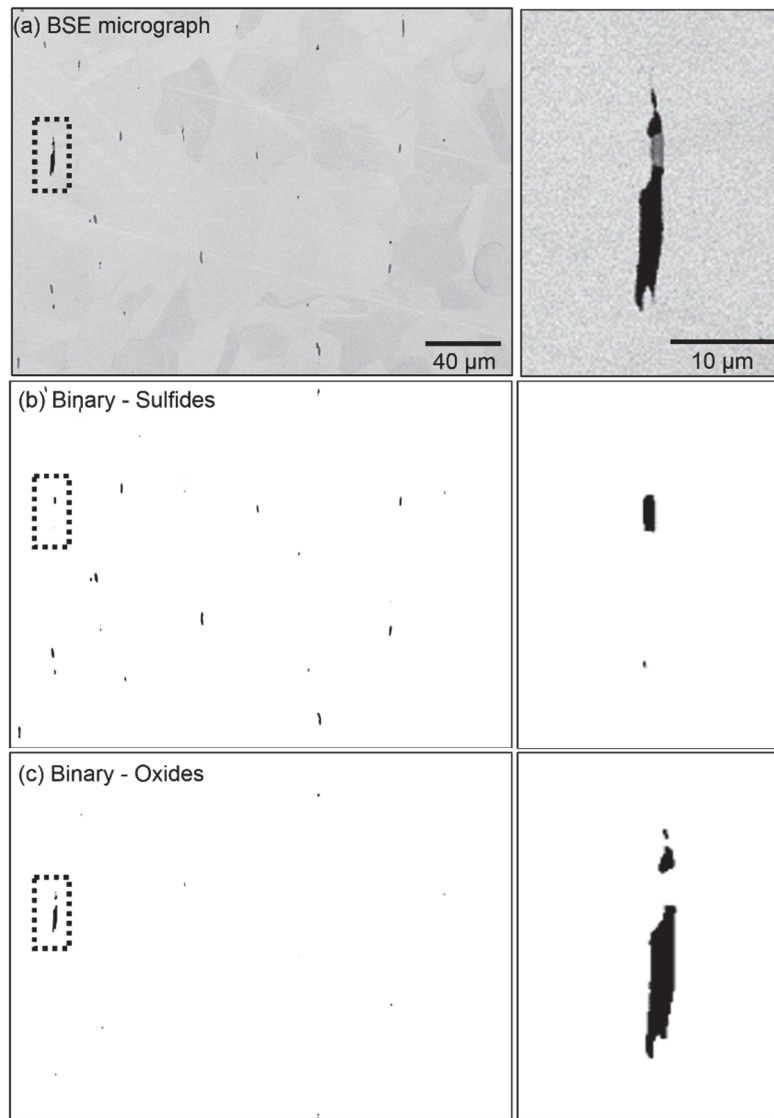 (a) BSE micrograph
40 µm
10 µm
(b) Binary - Sulfides
(c) Binary - Oxides